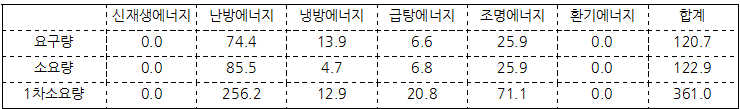 신재생에너지 난방에너지 냉방에너지 급탕에너지 조명에너지 환기에너지 합계
요구량 0.0 74.4 13.9 6.6 25.9 0.0 120.7
소요량 0.0 85.5 4.7 6.8 25.9 0.0 122.9
1차소요량 0.0 256.2 12.9 20.8 71.1 0.0 361.0